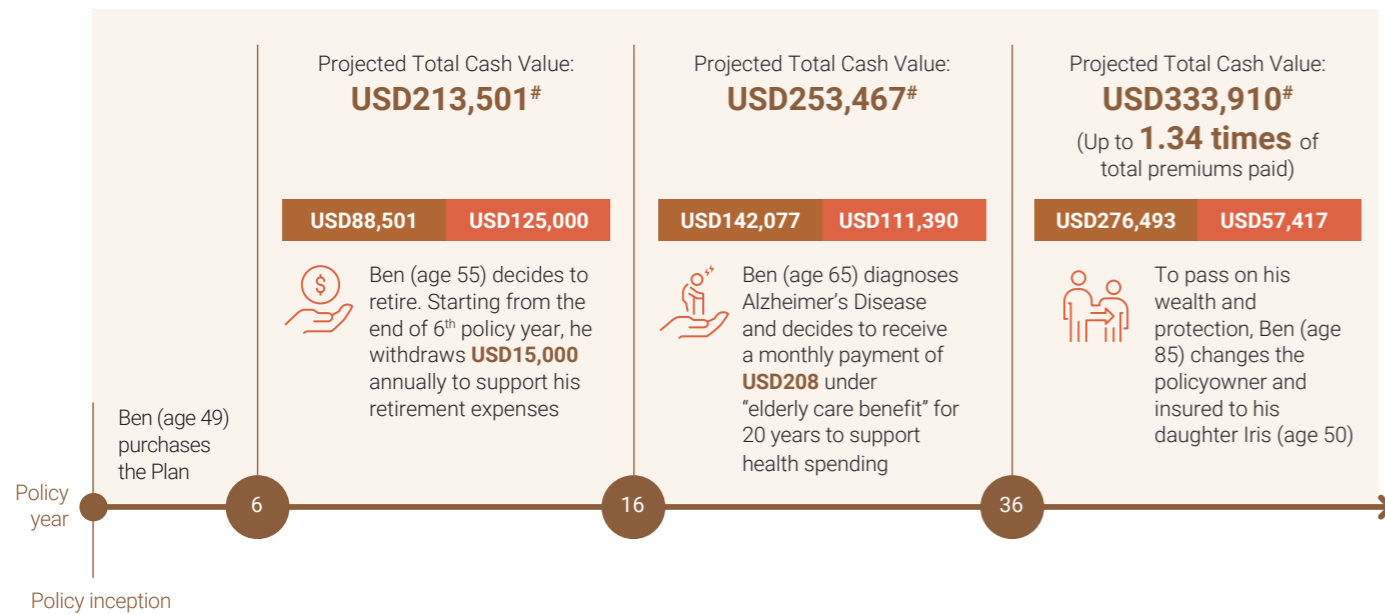 Projected Total Cash Value:
USD213,501#
USD88,501 USD125,000
$
Ben (age 55) decides to
retire. Starting from the
end of 6th policy year, he
withdraws USD15,000
annually to support his
retirement expenses
Projected Total Cash Value:
USD253,467#
USD142,077 USD111,390
Ben (age 65) diagnoses
Alzheimer's Disease
and decides to receive
a monthly payment of
USD208 under
"elderly care benefit" for
20 years to support
health spending
Projected Total Cash Value:
USD333,910#
(Up to 1.34 times of
total premiums paid)
USD276,493 USD57,417
To pass on his
wealth and
protection, Ben (age
85) changes the
policyowner and
insured to his
daughter Iris (age 50)
Ben (age 49)
purchases
the Plan
Policy
year
6 16 36
Policy inception